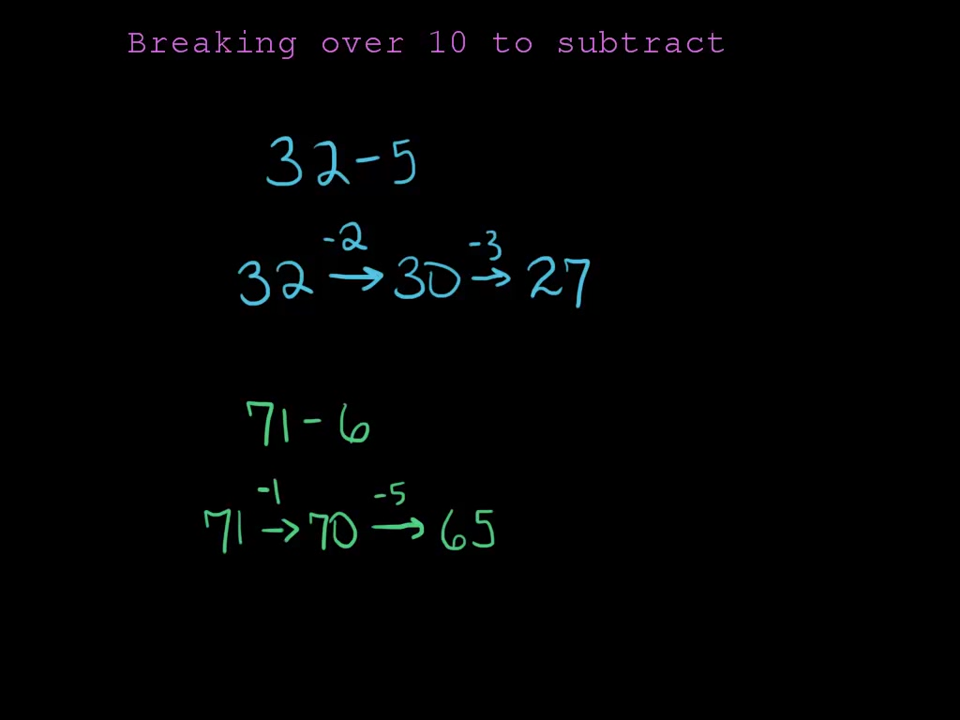 Breaking over 10 to subtract
32-5
-2 -3
32 → 30 → 27
71-6
-1 -5
71 → 70 → 65